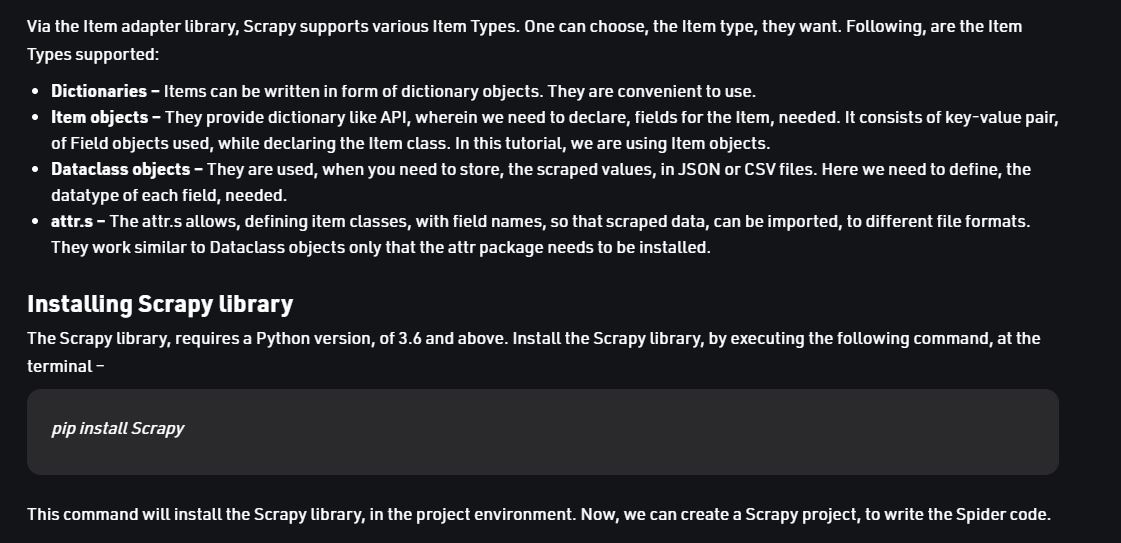 Via the Item adapter library, Scrapy supports various Item Types. One can choose, the Item type, they want. Following, are the Item
Types supported:
• Dictionaries – Items can be written in form of dictionary objects. They are convenient to use.
• Item objects – They provide dictionary like API, wherein we need to declare, fields for the Item, needed. It consists of key-value pair,
of Field objects used, while declaring the Item class. In this tutorial, we are using Item objects.
• Dataclass objects – They are used, when you need to store, the scraped values, in JSON or CSV files. Here we need to define, the
datatype of each field, needed.
• attr.s – The attr.s allows, defining item classes, with field names, so that scraped data, can be imported, to different file formats.
They work similar to Dataclass objects only that the attr package needs to be installed.
Installing Scrapy library
The Scrapy library, requires a Python version, of 3.6 and above. Install the Scrapy library, by executing the following command, at the
terminal –
pip install Scrapy
This command will install the Scrapy library, in the project environment. Now, we can create a Scrapy project, to write the Spider code.